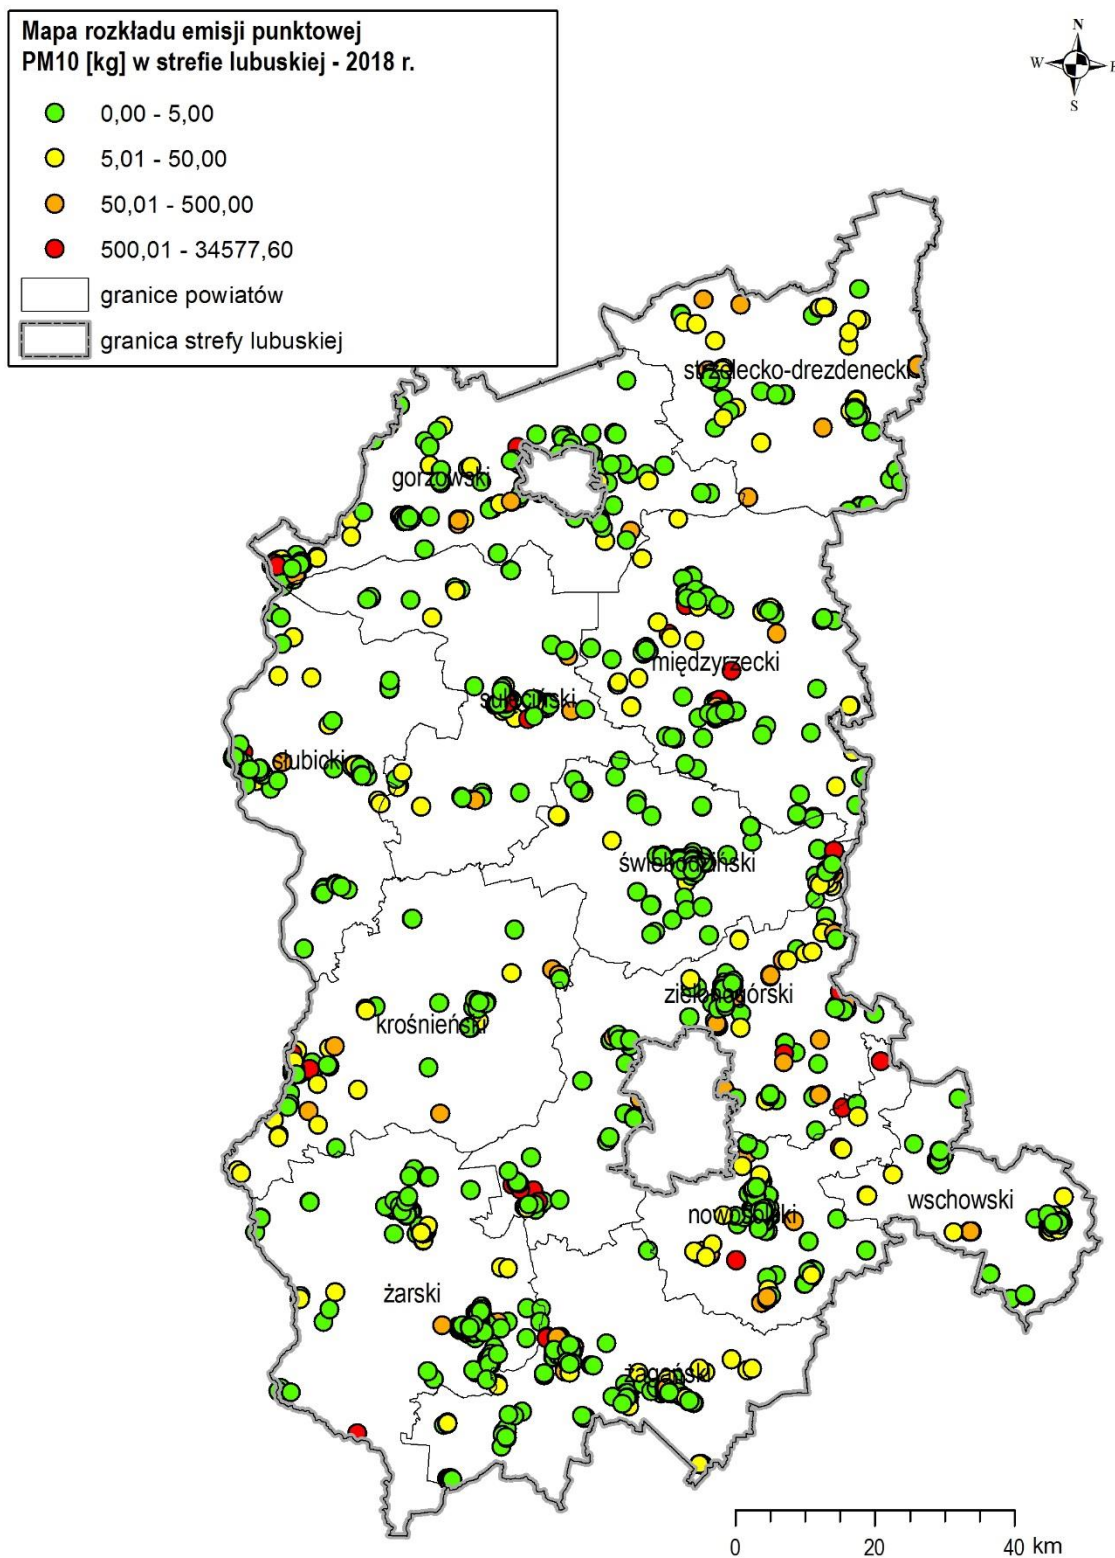 Mapa rozkładu emisji punktowej
PM10 [kg] w strefie lubuskiej - 2018 r.
0,00 - 5,00
5,01 - 50,00
50,01 - 500,00
500,01 - 34577,60
granice powiatów
granica strefy lubuskiej
N
W
E
S
strzelecko-drezdenecki
gorzowski
międzyrzecki
sulęciński
słubicki
świebodziński
zielonogórski
krośnieński
wschowski
nowosolski
żarski
żagański
0 20 40 km